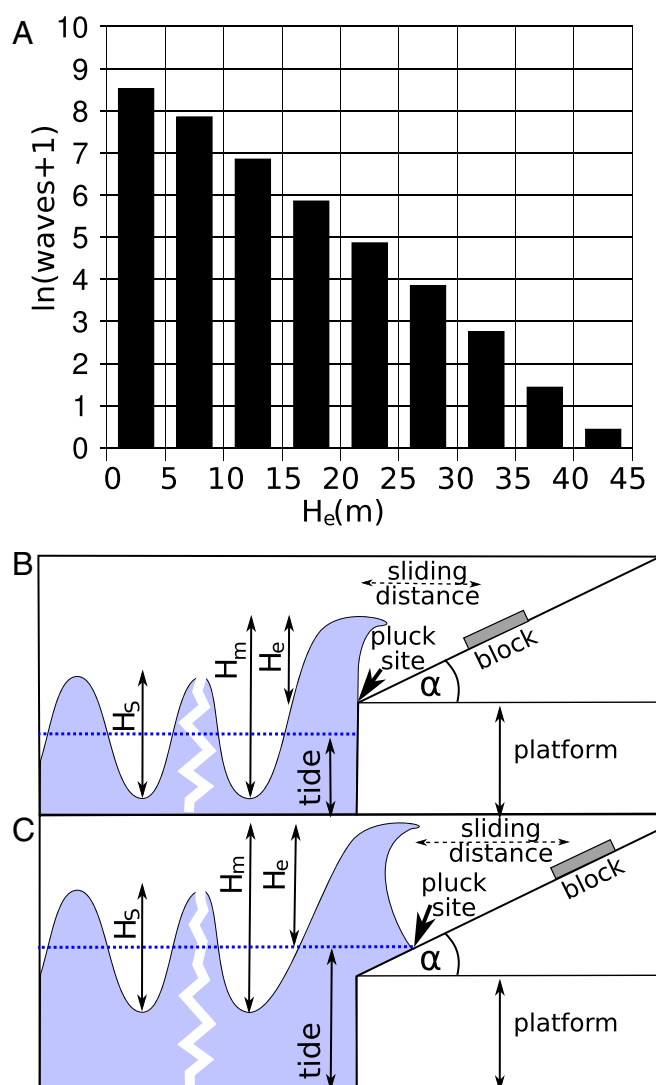 A
10
9
8
7
6
5
4
3
2
1
0
ln(waves+1)
0 5 10 15 20 25 30 35 40 45
Hₑ(m)
B
sliding
distance
pluck
site
block
Hₛ
Hₘ
Hₑ
α
tide
platform
C
sliding
distance
pluck
site
block
Hₛ
Hₘ
Hₑ
α
tide
platform